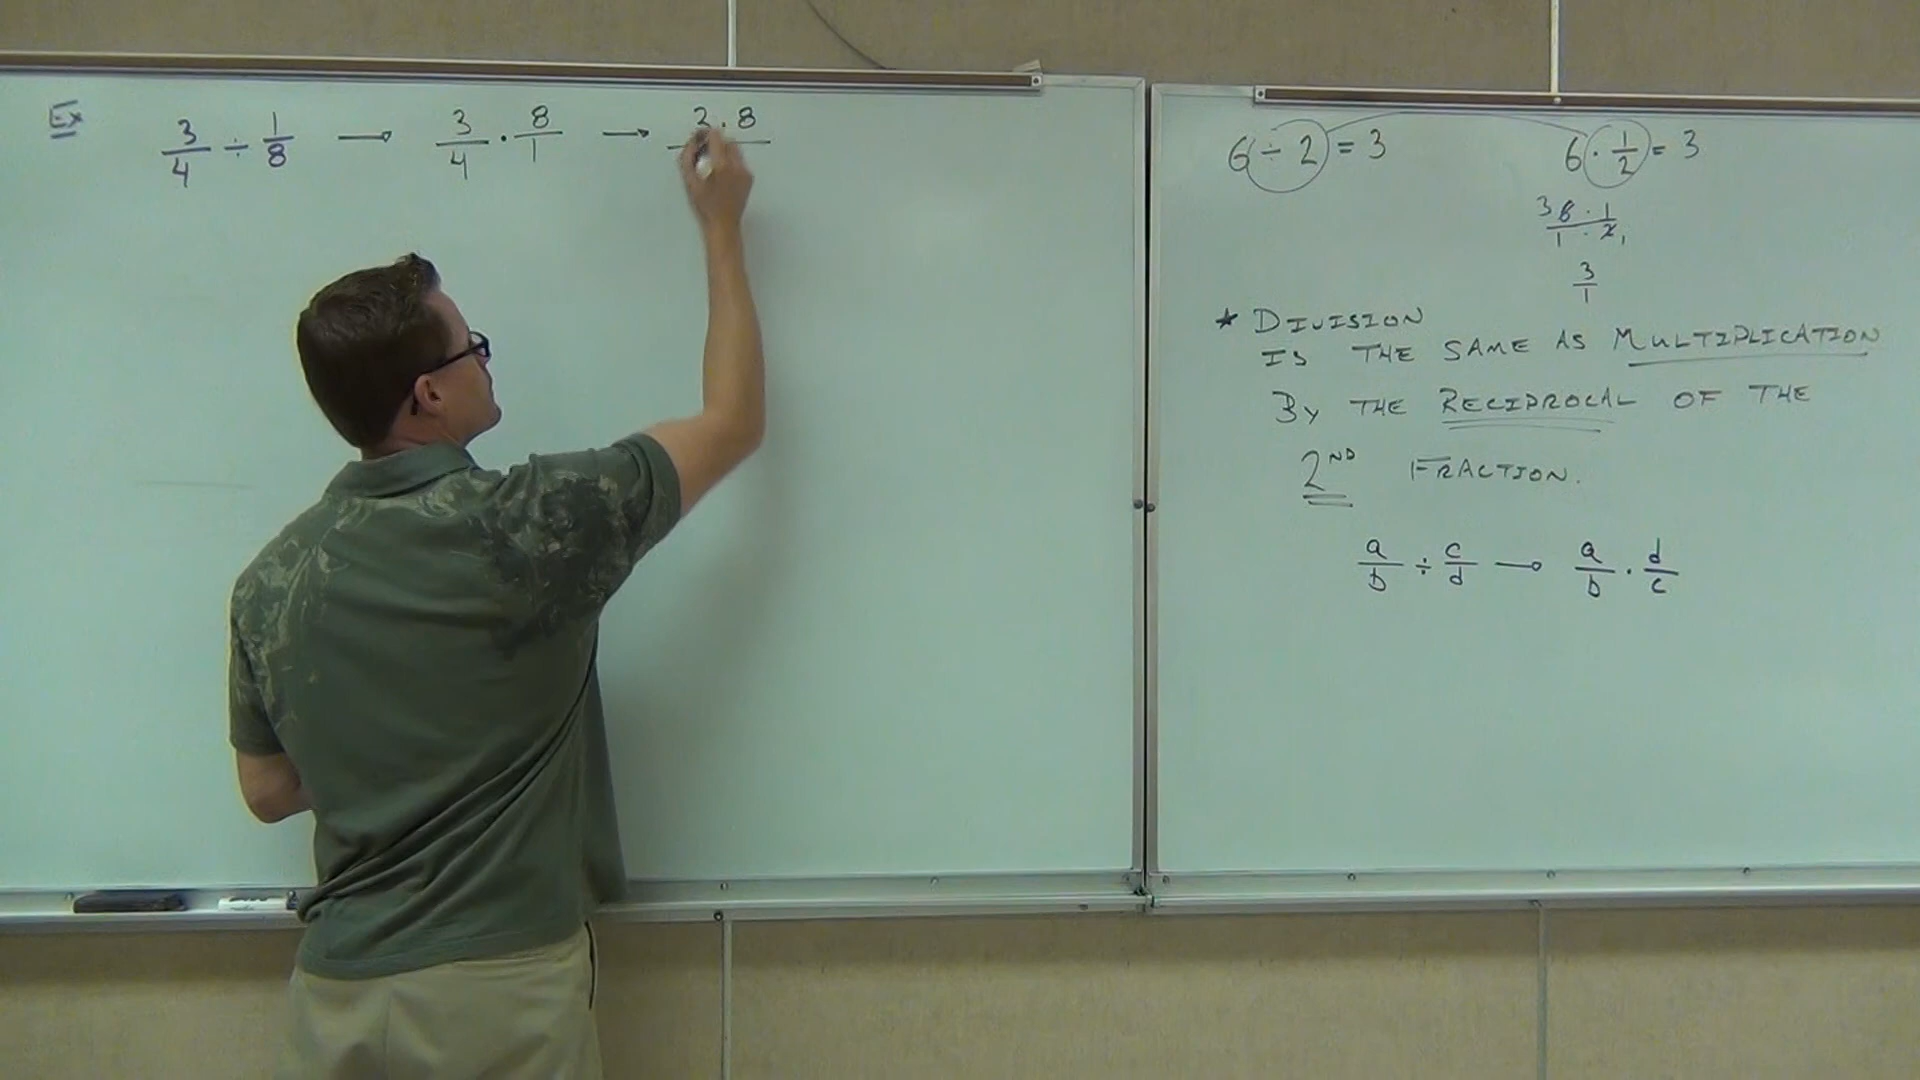 Ex 3/4 ÷ 1/8 → 3/4 · 8/1 → 3 · 8
6 ÷ 2 = 3
6 · 1/2 = 3
3 6 · 1
1 · 2 1
3/1
* DIVISION
IS THE SAME AS MULTIPLICATION
BY THE RECIPROCAL OF THE
2ND FRACTION.
a/b ÷ c/d → a/b · d/c